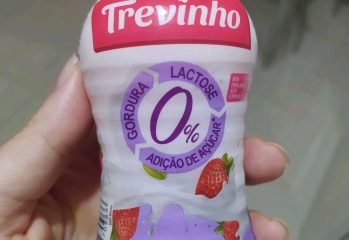 Trevinho
GORDURA
LACTOSE
0%
ADIÇÃO DE AÇÚCAR*